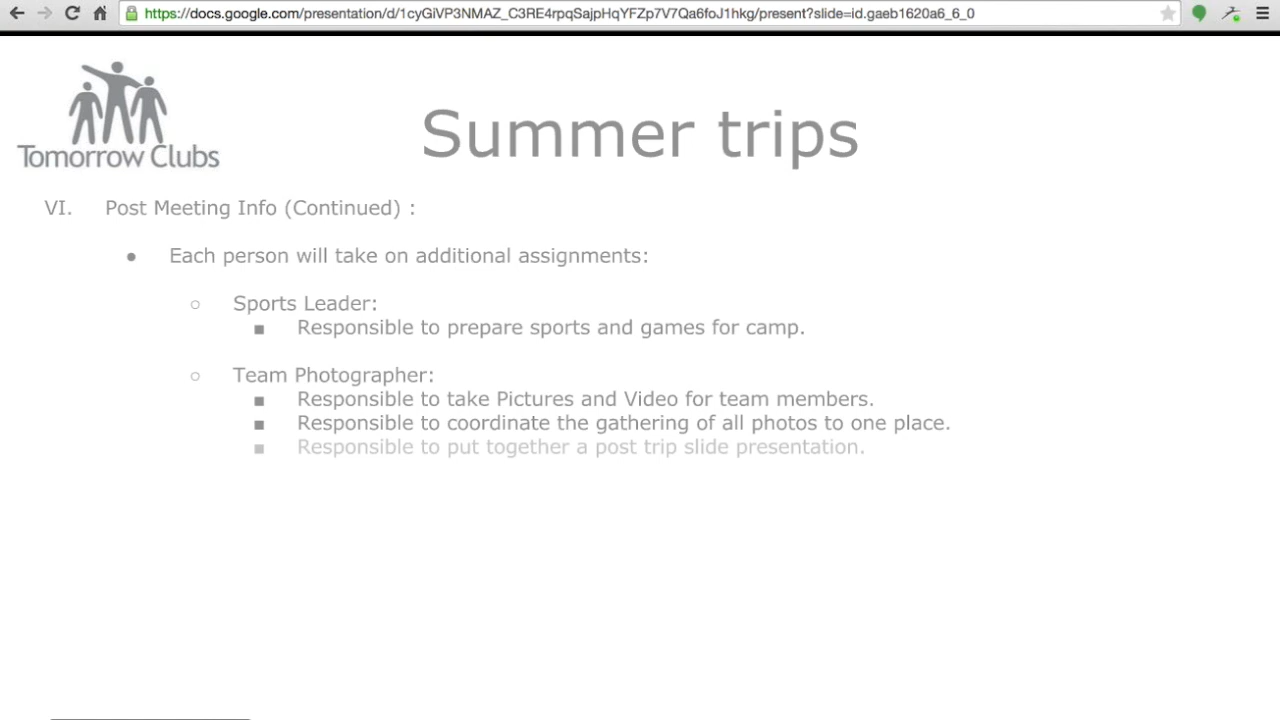 https://docs.google.com/presentation/d/1cyGiVP3NMAZ_C3RE4rpqSajpHqYFZp7V7Qa6foJ1hkg/present?slide=id.gaeb1620a6_6_0
Tomorrow Clubs
Summer trips
VI. Post Meeting Info (Continued) :
● Each person will take on additional assignments:
○ Sports Leader:
■ Responsible to prepare sports and games for camp.
○ Team Photographer:
■ Responsible to take Pictures and Video for team members.
■ Responsible to coordinate the gathering of all photos to one place.
■ Responsible to put together a post trip slide presentation.